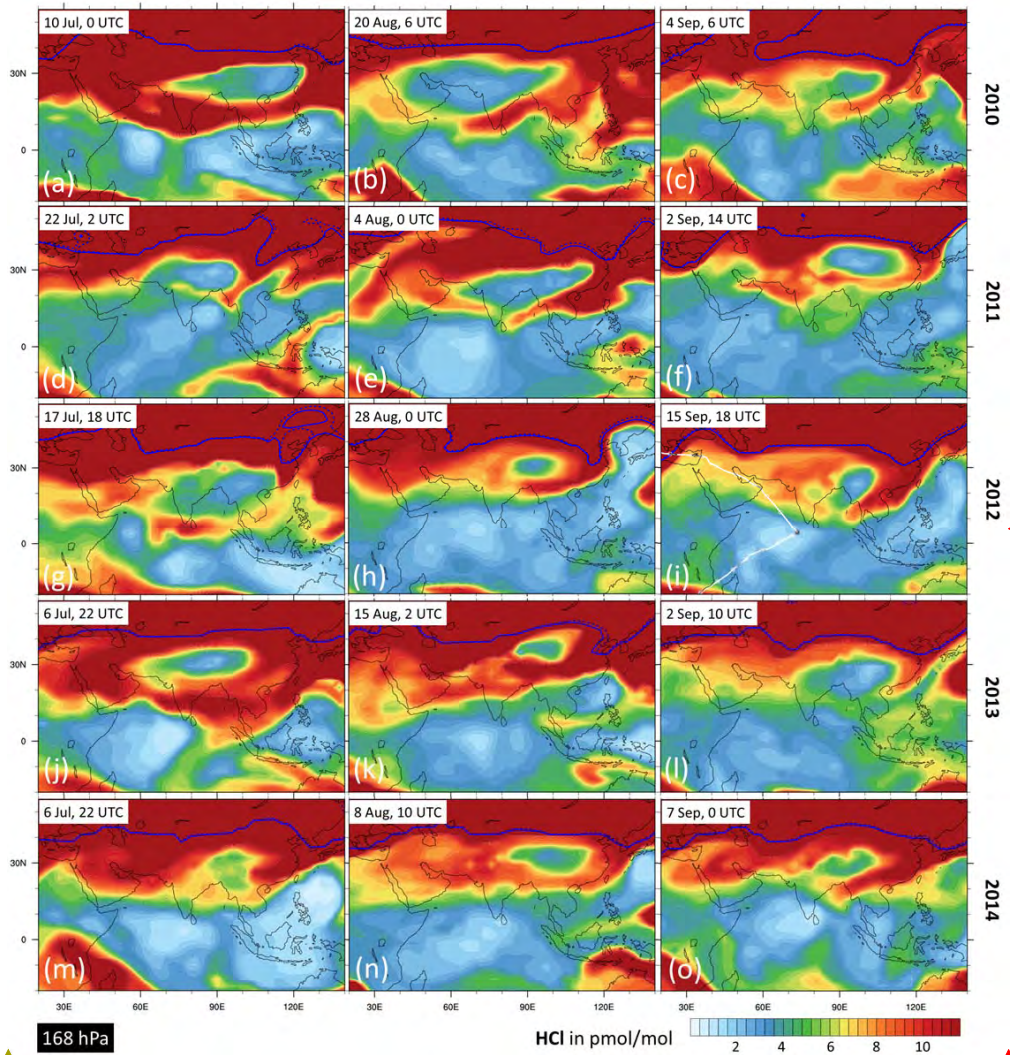 10 Jul, 0 UTC
20 Aug, 6 UTC
4 Sep, 6 UTC
30N
0
(a)
(b)
(c)
2010
22 Jul, 2 UTC
4 Aug, 0 UTC
2 Sep, 14 UTC
30N
0
(d)
(e)
(f)
2011
17 Jul, 18 UTC
28 Aug, 0 UTC
15 Sep, 18 UTC
30N
0
(g)
(h)
(i)
2012
6 Jul, 22 UTC
15 Aug, 2 UTC
2 Sep, 10 UTC
30N
0
(j)
(k)
(l)
2013
6 Jul, 22 UTC
8 Aug, 10 UTC
7 Sep, 0 UTC
30N
0
(m)
(n)
(o)
2014
30E 60E 90E 120E 30E 60E 90E 120E 30E 60E 90E 120E
168 hPa
HCl in pmol/mol
2 4 6 8 10